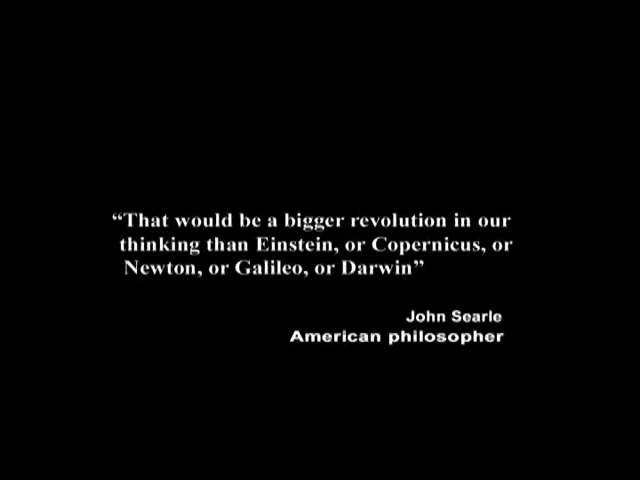 “That would be a bigger revolution in our
thinking than Einstein, or Copernicus, or
Newton, or Galileo, or Darwin”
John Searle
American philosopher